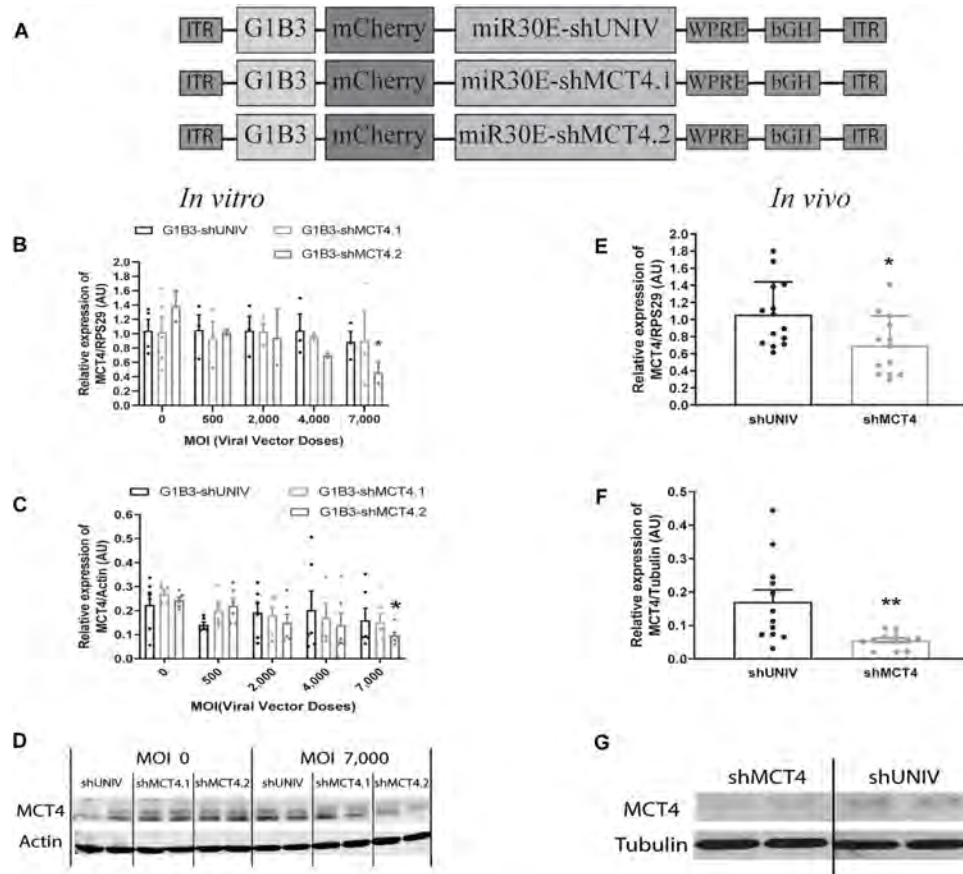 A
ITR G1B3 mCherry miR30E-shUNIV WPRE bGH ITR
ITR G1B3 mCherry miR30E-shMCT4.1 WPRE bGH ITR
ITR G1B3 mCherry miR30E-shMCT4.2 WPRE bGH ITR
In vitro
B
G1B3-shUNIV G1B3-shMCT4.1
G1B3-shMCT4.2
Relative expression of
MCT4/RPS29 (AU)
2.0
1.8
1.6
1.4
1.2
1.0
0.8
0.6
0.4
0.2
0.0
*
0 500 2,000 4,000 7,000
MOI (Viral Vector Doses)
C
G1B3-shUNIV G1B3-shMCT4.1
G1B3-shMCT4.2
Relative expression of
MCT4/Actin (AU)
0.6
0.5
0.4
0.3
0.2
0.1
0.0
*
0 500 2,000 4,000 7,000
MOI(Viral Vector Doses)
D
MOI 0 MOI 7,000
shUNIV shMCT4.1 shMCT4.2 shUNIV shMCT4.1 shMCT4.2
MCT4
Actin
In vivo
E
Relative expression of
MCT4/RPS29 (AU)
2.0
1.8
1.6
1.4
1.2
1.0
0.8
0.6
0.4
0.2
0.0
*
shUNIV shMCT4
F
Relative expression of
MCT4/Tubulin (AU)
0.5
0.4
0.3
0.2
0.1
0.0
**
shUNIV shMCT4
G
shMCT4 shUNIV
MCT4
Tubulin